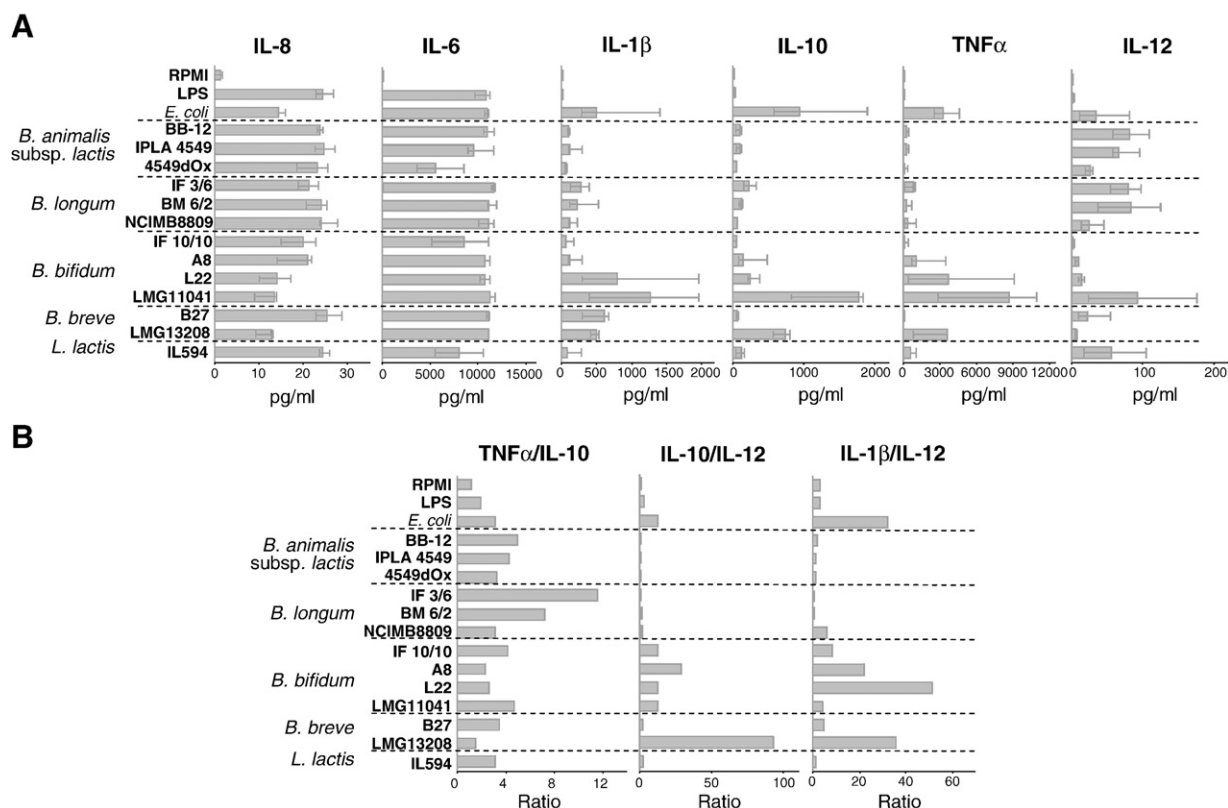 A
IL-8 IL-6 IL-1β IL-10 TNFα IL-12
RPMI
LPS
E. coli
B. animalis
subsp. lactis
BB-12
IPLA 4549
4549dOx
B. longum
IF 3/6
BM 6/2
NCIMB8809
B. bifidum
IF 10/10
A8
L22
LMG11041
B. breve
B27
LMG13208
L. lactis
IL594
0 10 20 30
0 5000 10000 15000
0 500 1000 1500 2000
0 1000 2000
0 3000 6000 90000 120000
0 100 200
pg/ml pg/ml pg/ml pg/ml pg/ml pg/ml
B
TNFα/IL-10 IL-10/IL-12 IL-1β/IL-12
RPMI
LPS
E. coli
B. animalis
subsp. lactis
BB-12
IPLA 4549
4549dOx
B. longum
IF 3/6
BM 6/2
NCIMB8809
B. bifidum
IF 10/10
A8
L22
LMG11041
B. breve
B27
LMG13208
L. lactis
IL594
0 4 8 12
0 50 100
0 20 40 60
Ratio Ratio Ratio